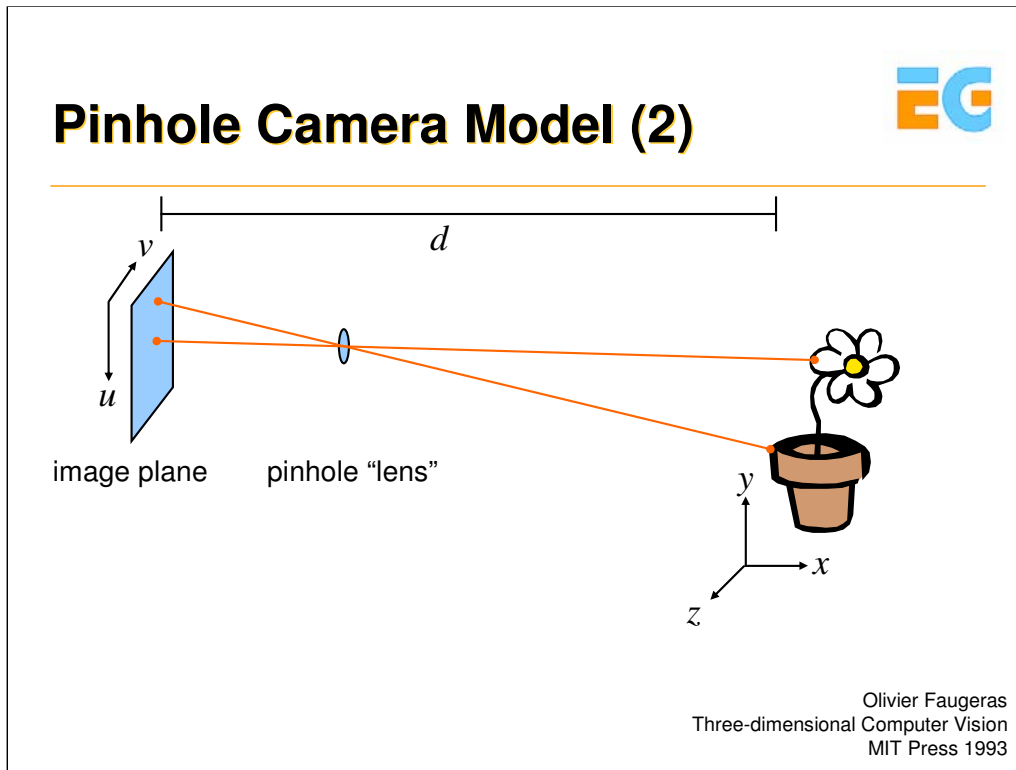 Pinhole Camera Model (2)
EG
d
v
u
image plane
pinhole “lens”
y
x
z
Olivier Faugeras
Three-dimensional Computer Vision
MIT Press 1993